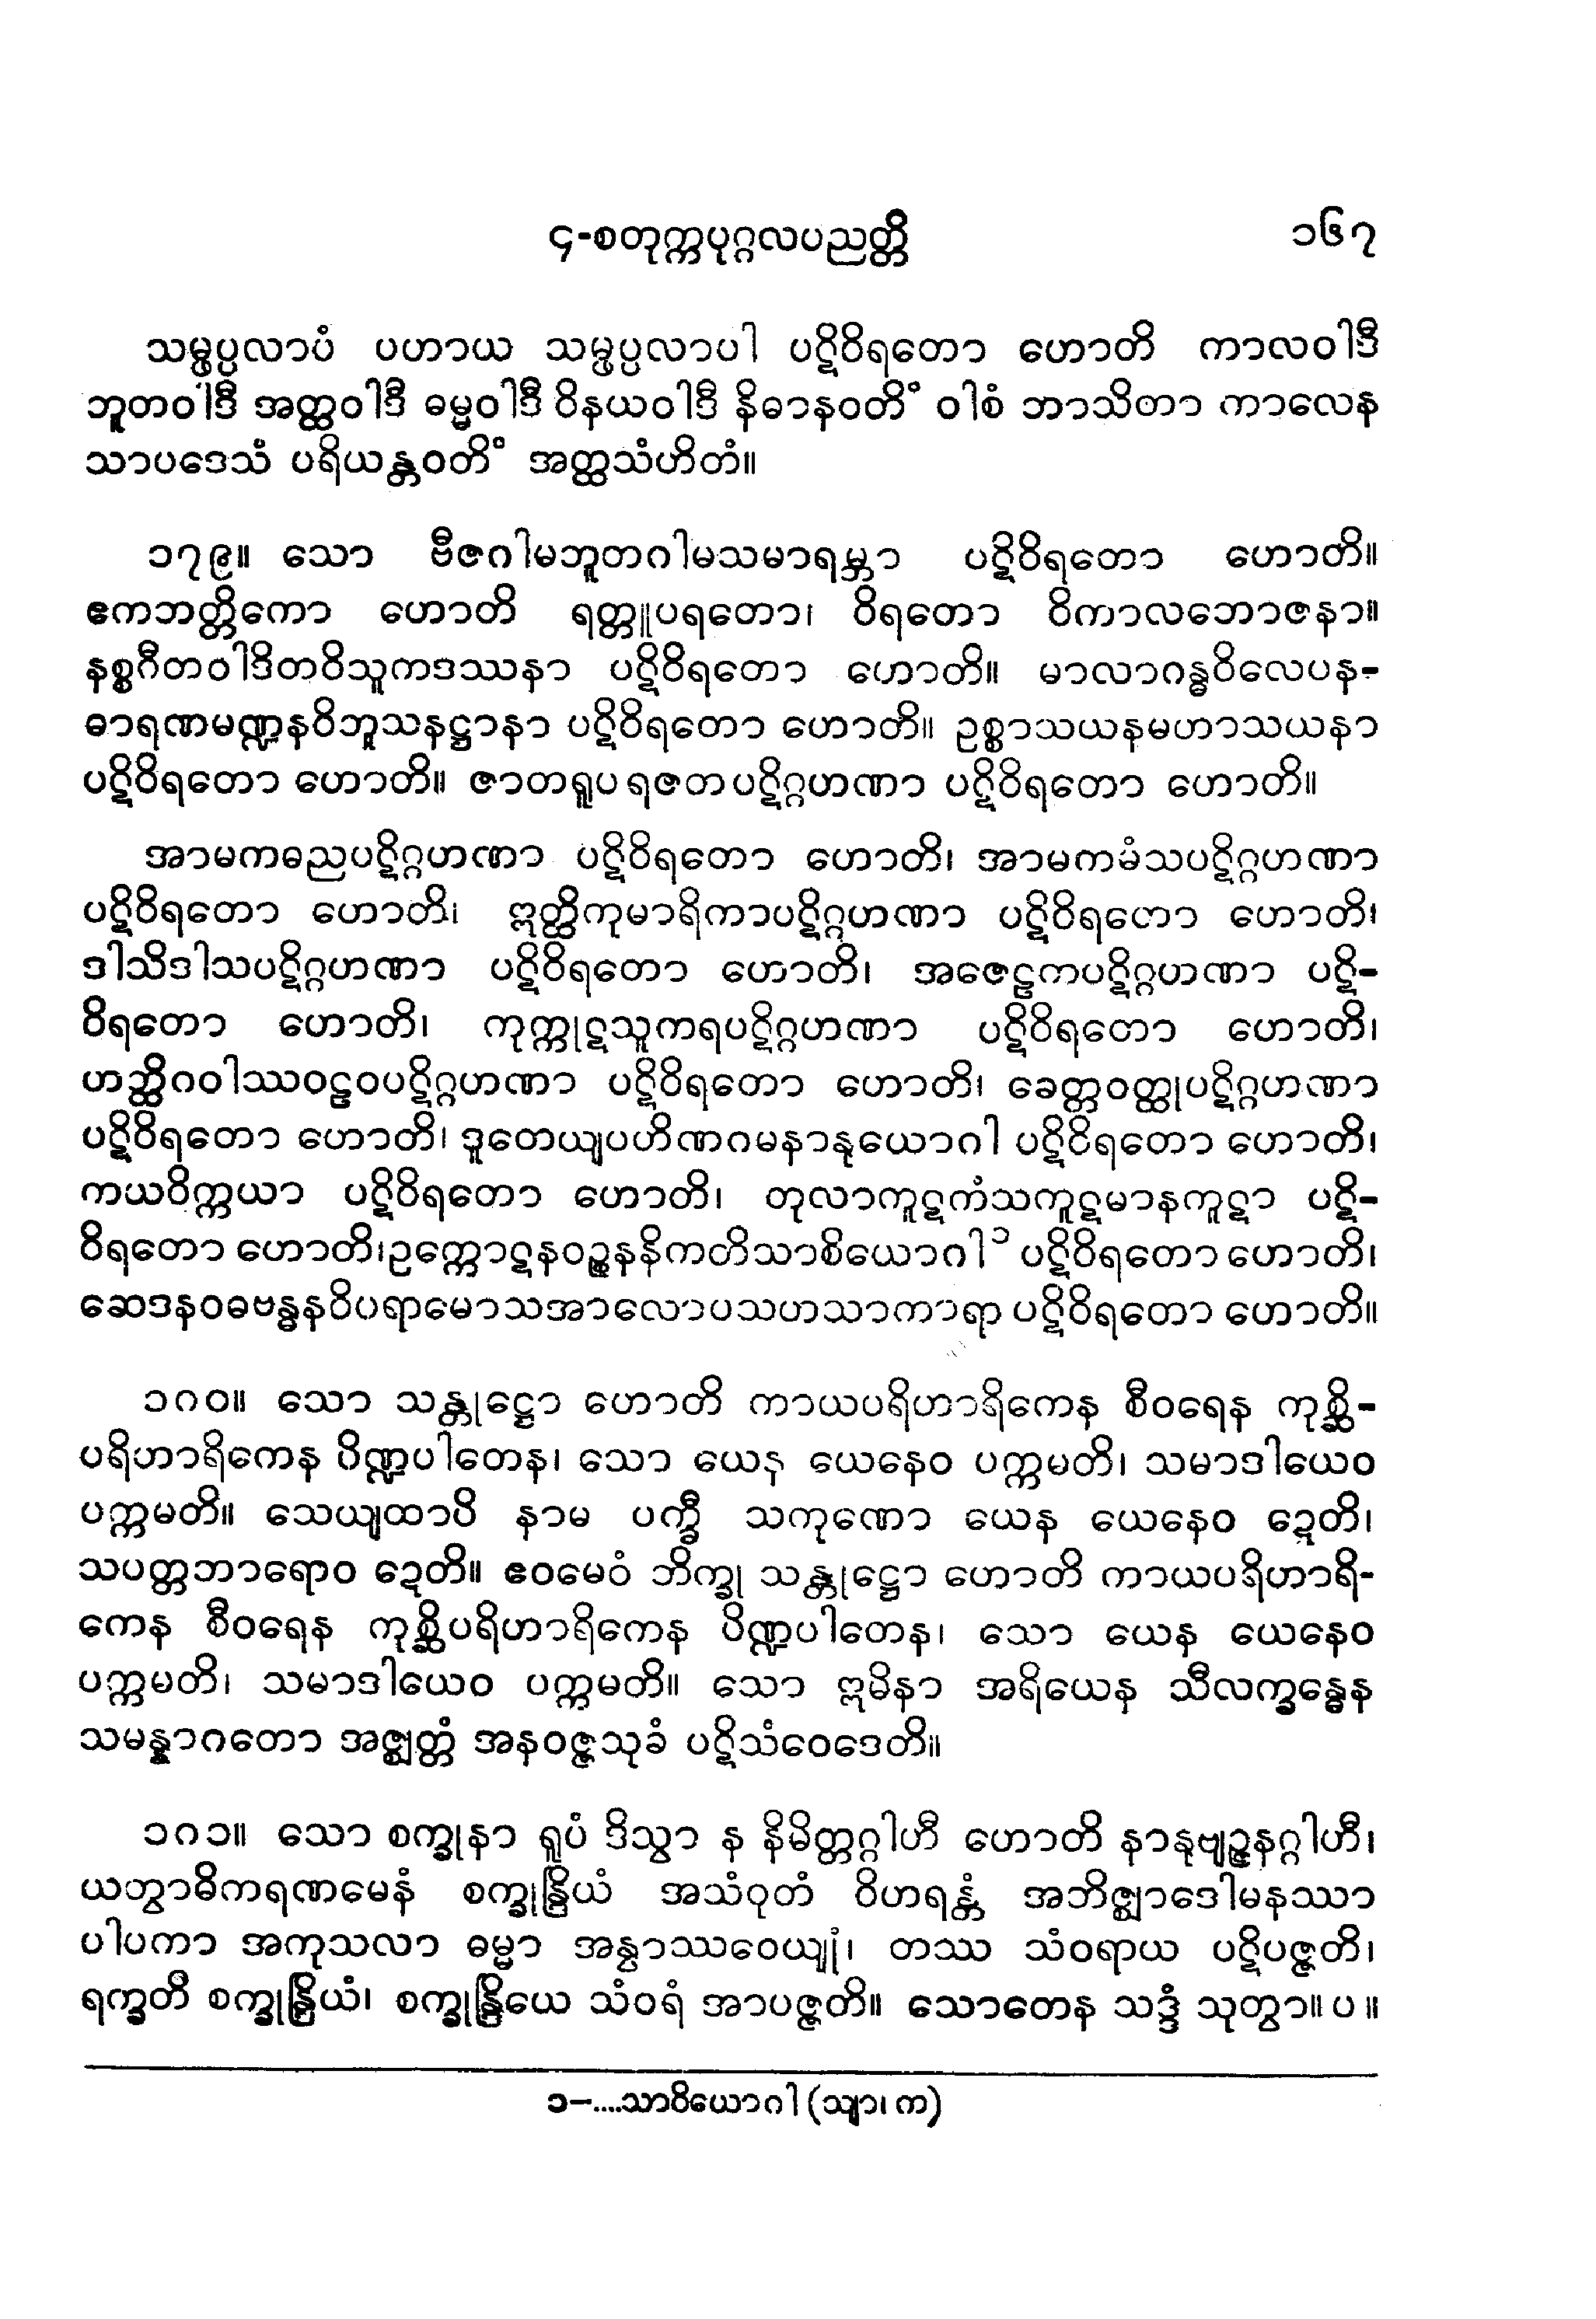 ၄-စတုက္ကပုဂ္ဂလပညတ္တိ ၁၆၇
သမ္ဖပ္ပလာပံ ပဟာယ သမ္ဖပ္ပလာပါ ပဋိဝိရတော ဟောတိ ကာလဝါဒီ
ဘူတဝါဒီ အတ္ထဝါဒီ ဓမ္မဝါဒီ ဝိနယဝါဒီ နိဓာနဝတိံ ဝါစံ ဘာသိတာ ကာလေန
သာပဒေသံ ပရိယန္တဝတိံ အတ္ထသံဟိတံ။
၁၇၉။ သော ဗီဇဂါမဘူတဂါမသမာရမ္ဘာ ပဋိဝိရတော ဟောတိ။
ဧကဘတ္တိကော ဟောတိ ရတ္တူပရတော၊ ဝိရတော ဝိကာလဘောဇနာ။
နစ္စဂီတဝါဒိတဝိသူကဒဿနာ ပဋိဝိရတော ဟောတိ။ မာလာဂန္ဓဝိလေပန-
ဓာရဏမဏ္ဍနဝိဘူသနဋ္ဌာနာ ပဋိဝိရတော ဟောတိ။ ဥစ္စာသယနမဟာသယနာ
ပဋိဝိရတော ဟောတိ။ ဇာတရူပရဇတပဋိဂ္ဂဟဏာ ပဋိဝိရတော ဟောတိ။
အာမကဓညပဋိဂ္ဂဟဏာ ပဋိဝိရတော ဟောတိ၊ အာမကမံသပဋိဂ္ဂဟဏာ
ပဋိဝိရတော ဟောတိ၊ ဣတ္ထိကုမာရိကာပဋိဂ္ဂဟဏာ ပဋိဝိရတော ဟောတိ၊
ဒါသိဒါသပဋိဂ္ဂဟဏာ ပဋိဝိရတော ဟောတိ၊ အဇေဠကပဋိဂ္ဂဟဏာ ပဋိ-
ဝိရတော ဟောတိ၊ ကုက္ကုဋသူကရပဋိဂ္ဂဟဏာ ပဋိဝိရတော ဟောတိ၊
ဟတ္ထိဂဝါဿဝဠဝပဋိဂ္ဂဟဏာ ပဋိဝိရတော ဟောတိ၊ ခေတ္တဝတ္ထုပဋိဂ္ဂဟဏာ
ပဋိဝိရတော ဟောတိ၊ ဒူတေယျပဟိဏဂမနာနုယောဂါ ပဋိဝိရတော ဟောတိ၊
ကယဝိက္ကယာ ပဋိဝိရတော ဟောတိ၊ တုလာကူဋကံသကူဋမာနကူဋာ ပဋိ-
ဝိရတော ဟောတိ၊ဥက္ကောဋနဝဉ္စနနိကတိသာစိယောဂါ၁ ပဋိဝိရတော ဟောတိ၊
ဆေဒနဝဓဗန္ဓနဝိပရာမောသအာလောပသဟသာကာရာ ပဋိဝိရတော ဟောတိ။
၁၈၀။ သော သန္တုဋ္ဌော ဟောတိ ကာယပရိဟာရိကေန စီဝရေန ကုစ္ဆိ-
ပရိဟာရိကေန ပိဏ္ဍပါတေန၊ သော ယေန ယေနေဝ ပက္ကမတိ၊ သမာဒါယေဝ
ပက္ကမတိ။ သေယျထာပိ နာမ ပက္ခီ သကုဏော ယေန ယေနေဝ ဍေတိ၊
သပတ္တဘာရောဝ ဍေတိ။ ဧဝမေဝံ ဘိက္ခု သန္တုဋ္ဌော ဟောတိ ကာယပရိဟာရိ-
ကေန စီဝရေန ကုစ္ဆိပရိဟာရိကေန ပိဏ္ဍပါတေန၊ သော ယေန ယေနေဝ
ပက္ကမတိ၊ သမာဒါယေဝ ပက္ကမတိ။ သော ဣမိနာ အရိယေန သီလက္ခန္ဓေန
သမန္နာဂတော အဇ္ဈတ္တံ အနဝဇ္ဇသုခံ ပဋိသံဝေဒေတိ။
၁၈၁။ သော စက္ခုနာ ရူပံ ဒိသွာ န နိမိတ္တဂ္ဂါဟီ ဟောတိ နာနုဗျဉ္ဇနဂ္ဂါဟီ၊
ယတွာဓိကရဏမေနံ စက္ခုန္ဒြိယံ အသံဝုတံ ဝိဟရန္တံ အဘိဇ္ဈာဒေါမနဿာ
ပါပကာ အကုသလာ ဓမ္မာ အန္ဝာဿဝေယျုံ၊ တဿ သံဝရာယ ပဋိပဇ္ဇတိ၊
ရက္ခတိ စက္ခုန္ဒြိယံ၊ စက္ခုန္ဒြိယေ သံဝရံ အာပဇ္ဇတိ။ သောတေန သဒ္ဒံ သုတွာ။ ပ ။
၁-....သာဝိယောဂါ (သျာ၊ က)